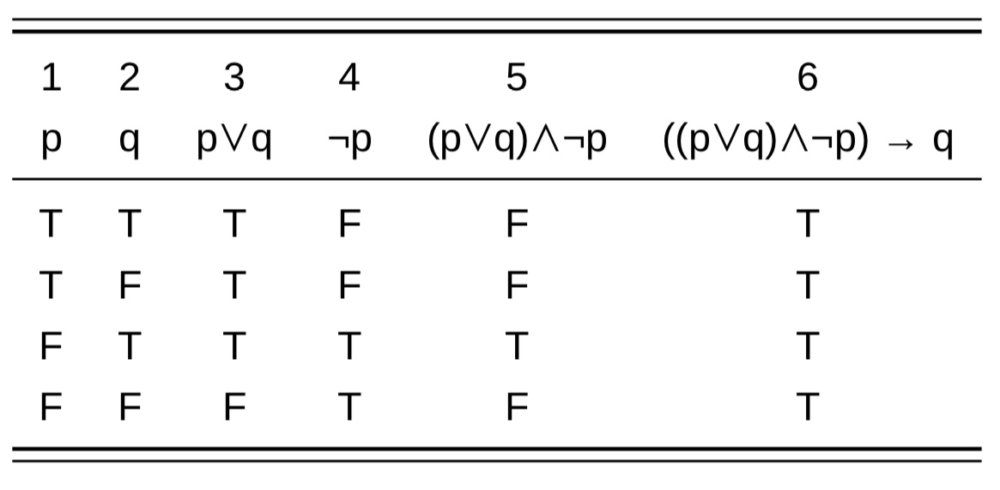 1 2 3 4 5 6
p q p∨q ¬p (p∨q)∧¬p ((p∨q)∧¬p) → q
T T T F F T
T F T F F T
F T T T T T
F F F T F T